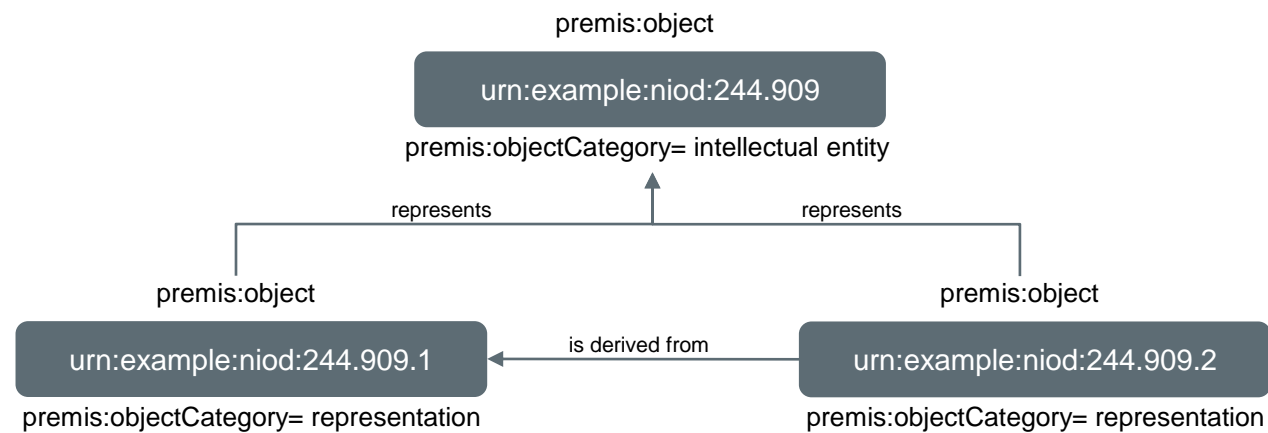 premis:object
urn:example:niod:244.909
premis:objectCategory= intellectual entity
represents
represents
premis:object
premis:object
urn:example:niod:244.909.1
is derived from
urn:example:niod:244.909.2
premis:objectCategory= representation
premis:objectCategory= representation